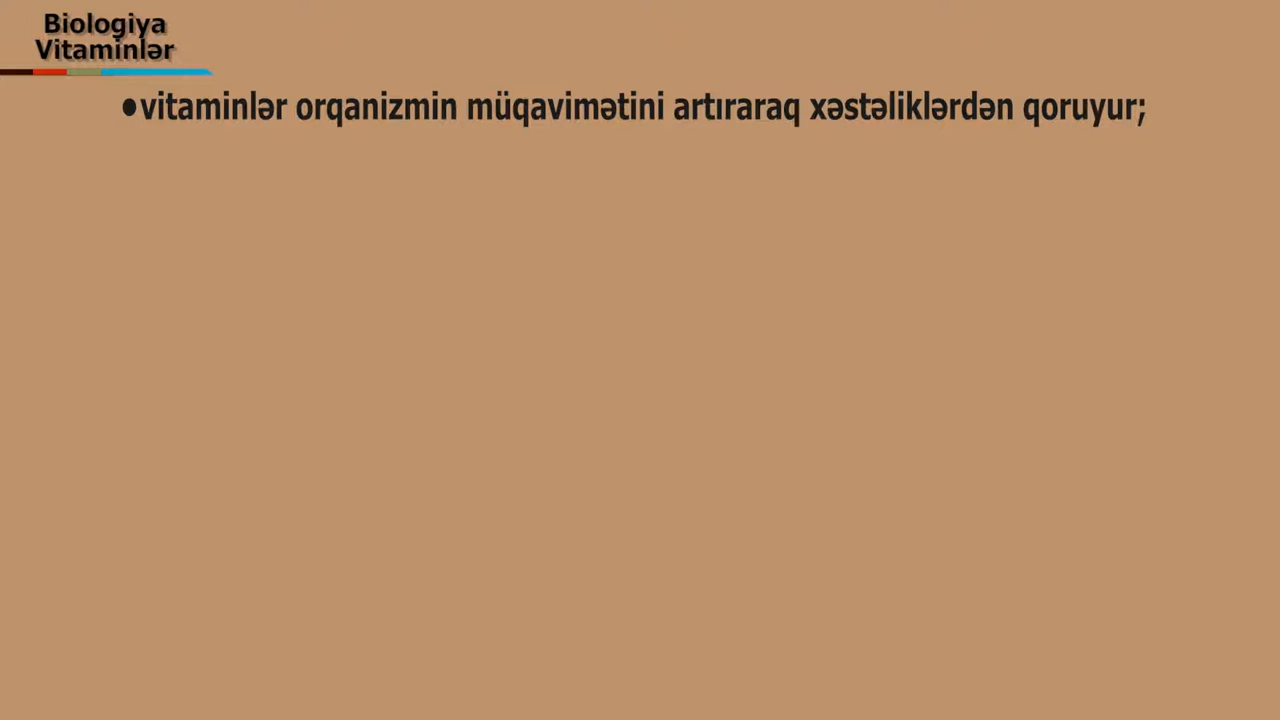 Biologiya
Vitaminlər
•vitaminlər orqanizmin müqavimətini artıraraq xəstəliklərdən qoruyur;